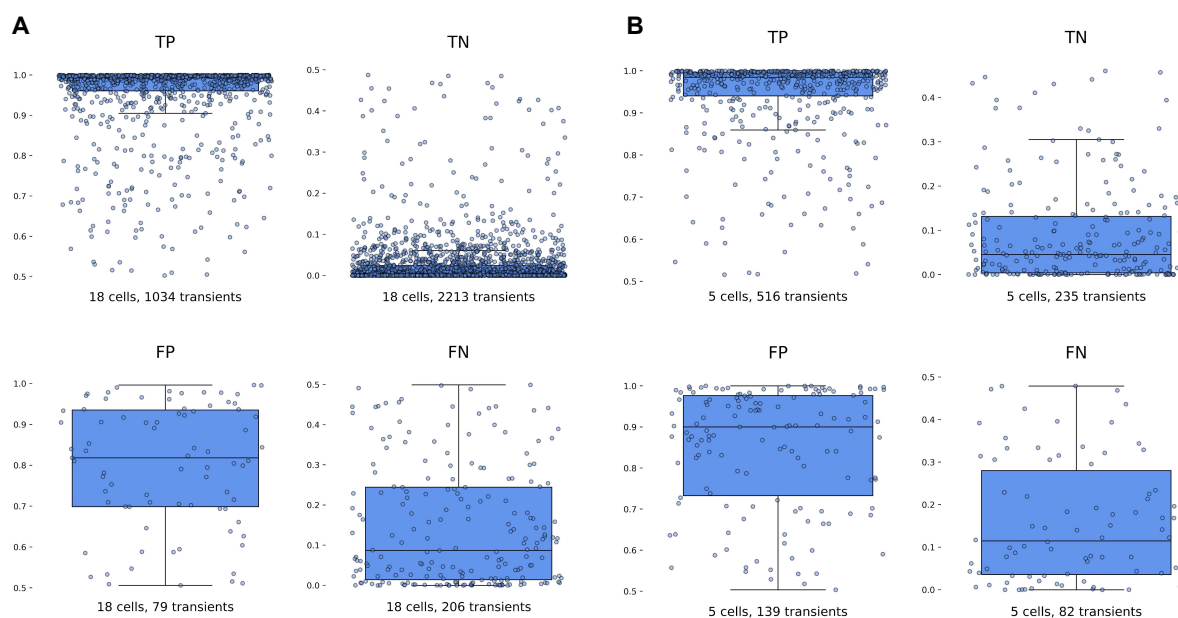 A
B
TP
TN
TP
TN
1.0
0.9
0.8
0.7
0.6
0.5
0.5
0.4
0.3
0.2
0.1
0.0
1.0
0.9
0.8
0.7
0.6
0.5
0.4
0.3
0.2
0.1
0.0
18 cells, 1034 transients
18 cells, 2213 transients
5 cells, 516 transients
5 cells, 235 transients
FP
FN
FP
FN
1.0
0.9
0.8
0.7
0.6
0.5
0.5
0.4
0.3
0.2
0.1
0.0
1.0
0.9
0.8
0.7
0.6
0.5
0.5
0.4
0.3
0.2
0.1
0.0
18 cells, 79 transients
18 cells, 206 transients
5 cells, 139 transients
5 cells, 82 transients